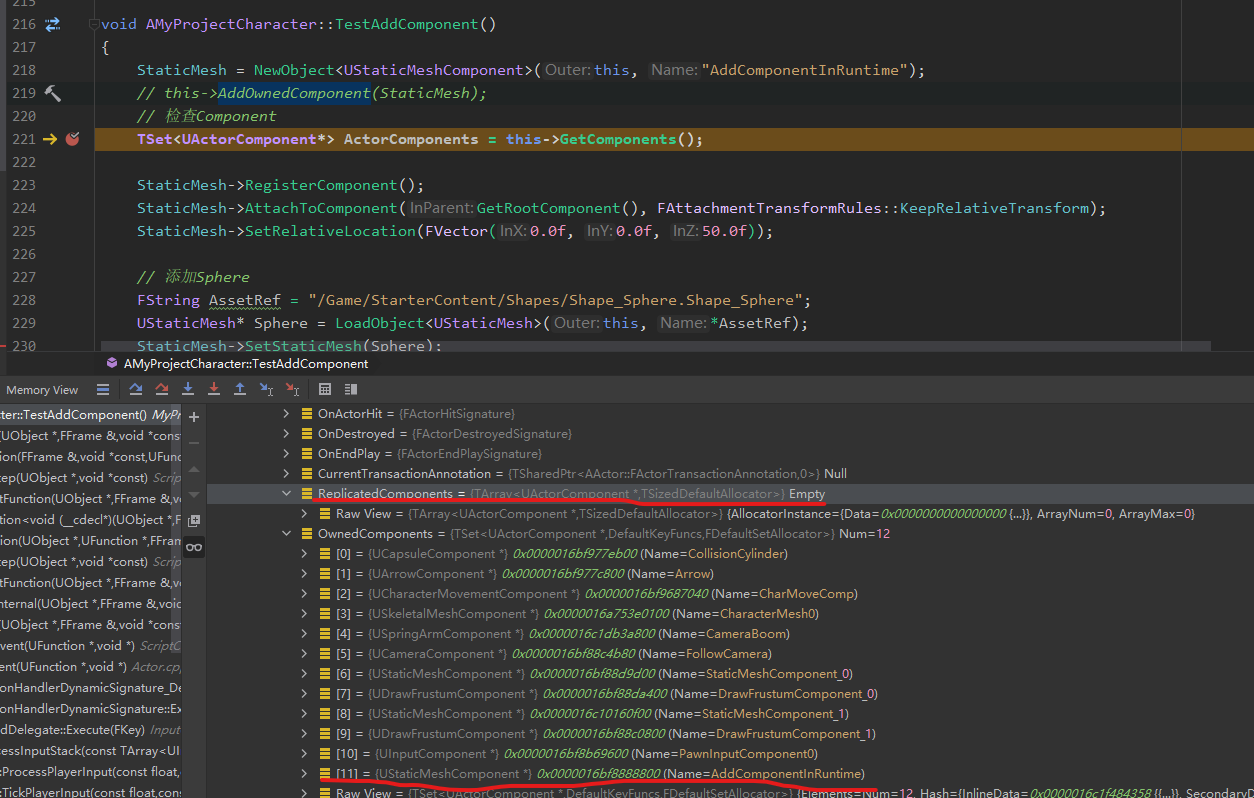 215
216 void AMyProjectCharacter::TestAddComponent()
217 {
218 StaticMesh = NewObject<UStaticMeshComponent>( Outer: this, Name: "AddComponentInRuntime");
219 // this->AddOwnedComponent(StaticMesh);
220 // 检查Component
221 TSet<UActorComponent*> ActorComponents = this->GetComponents();
222
223 StaticMesh->RegisterComponent();
224 StaticMesh->AttachToComponent( InParent: GetRootComponent(), FAttachmentTransformRules::KeepRelativeTransform);
225 StaticMesh->SetRelativeLocation(FVector( InX: 0.0f, InY: 0.0f, InZ: 50.0f));
226
227 // 添加Sphere
228 FString AssetRef = "/Game/StarterContent/Shapes/Shape_Sphere.Shape_Sphere";
229 UStaticMesh* Sphere = LoadObject<UStaticMesh>( Outer: this, Name: *AssetRef);
230 StaticMesh->SetStaticMesh(Sphere);
AMyProjectCharacter::TestAddComponent
Memory View
cter::TestAddComponent() MyPr
(UObject *,FFrame &,void *const
ion(FFrame &,void *const,UFunc
tep(UObject *,void *const) Scrip
tFunction(UObject *,FFrame &,
tion<void (__cdecl*)(UObject *,F
ion(UObject *,UFunction *,FFran
tep(UObject *,void *const) Scrip
tFunction(UObject *,FFrame &,
nternal(UObject *,FFrame &,voic
(UObject *,FFrame &,void *const
vent(UFunction *,void *) ScriptC
ent(UFunction *,void *) Actor.cp
onHandlerDynamicSignature_De
onHandlerDynamicSignature::Ex
dDelegate::Execute(FKey) Input
cessInputStack(const TArray<UI
:ProcessPlayerInput(const float,
:TickPlayerInput(const float,cons
OnActorHit = {FActorHitSignature}
OnDestroyed = {FActorDestroyedSignature}
OnEndPlay = {FActorEndPlaySignature}
CurrentTransactionAnnotation = {TSharedPtr<AActor::FActorTransactionAnnotation,0>} Null
ReplicatedComponents = {TArray<UActorComponent *,TSizedDefaultAllocator>} Empty
Raw View = {TArray<UActorComponent *,TSizedDefaultAllocator>} {AllocatorInstance={Data=0x0000000000000000 {...}}, ArrayNum=0, ArrayMax=0}
OwnedComponents = {TSet<UActorComponent *,DefaultKeyFuncs,FDefaultSetAllocator>} Num=12
[0] = {UCapsuleComponent *} 0x0000016bf977eb00 (Name=CollisionCylinder)
[1] = {UArrowComponent *} 0x0000016bf977c800 (Name=Arrow)
[2] = {UCharacterMovementComponent *} 0x0000016bf9687040 (Name=CharMoveComp)
[3] = {USkeletalMeshComponent *} 0x0000016a753e0100 (Name=CharacterMesh0)
[4] = {USpringArmComponent *} 0x0000016c1db3a800 (Name=CameraBoom)
[5] = {UCameraComponent *} 0x0000016bf88c4b80 (Name=FollowCamera)
[6] = {UStaticMeshComponent *} 0x0000016bf88d9d00 (Name=StaticMeshComponent_0)
[7] = {UDrawFrustumComponent *} 0x0000016bf88da400 (Name=DrawFrustumComponent_0)
[8] = {UStaticMeshComponent *} 0x0000016c10160f00 (Name=StaticMeshComponent_1)
[9] = {UDrawFrustumComponent *} 0x0000016bf88c0800 (Name=DrawFrustumComponent_1)
[10] = {UInputComponent *} 0x0000016bf8b69600 (Name=PawnInputComponent0)
[11] = {UStaticMeshComponent *} 0x0000016bf8888800 (Name=AddComponentInRuntime)
Raw View = {TSet<UActorComponent *,DefaultKeyFuncs,FDefaultSetAllocator>} {Elements=Num=12, Hash={InlineData=0x0000016c1f484358 {{...}}, Secondary